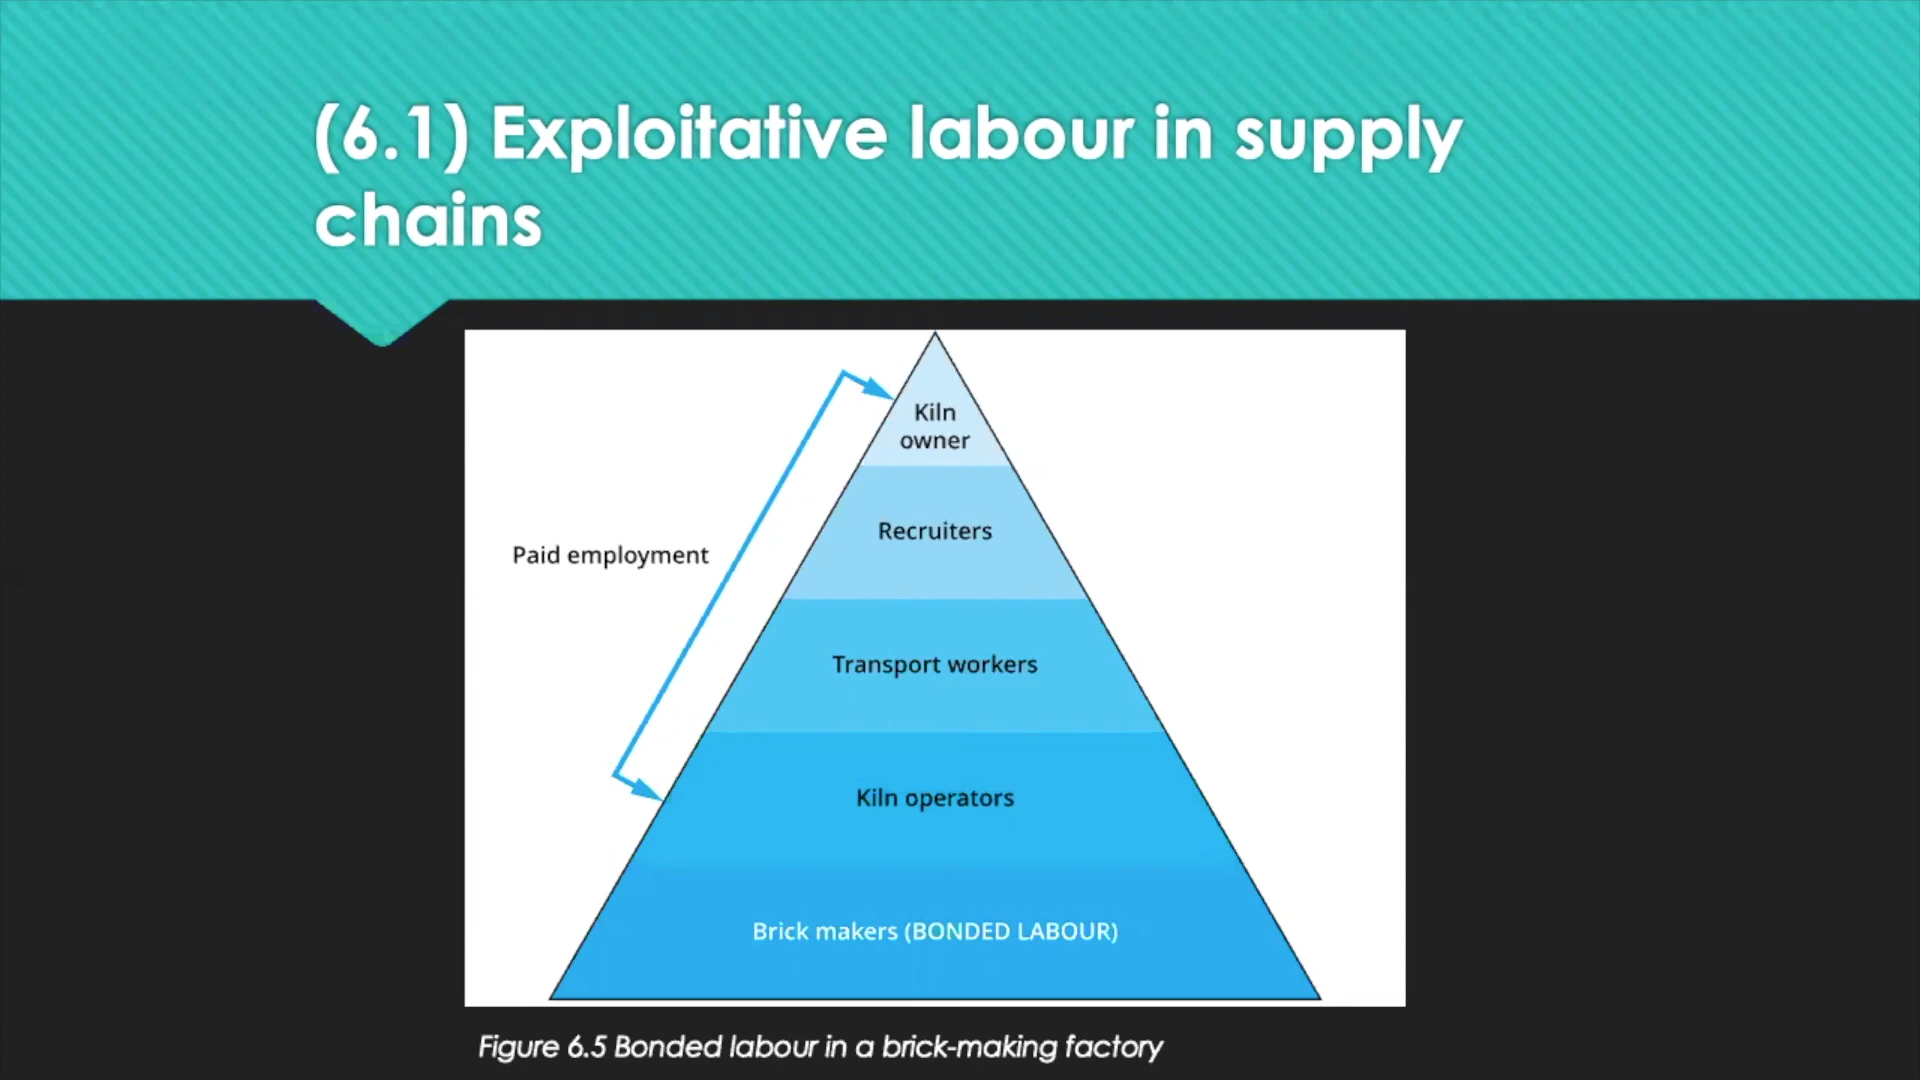 (6.1) Exploitative labour in supply
chains
Kiln
owner
Recruiters
Paid employment
Transport workers
Kiln operators
Brick makers (BONDED LABOUR)
Figure 6.5 Bonded labour in a brick-making factory